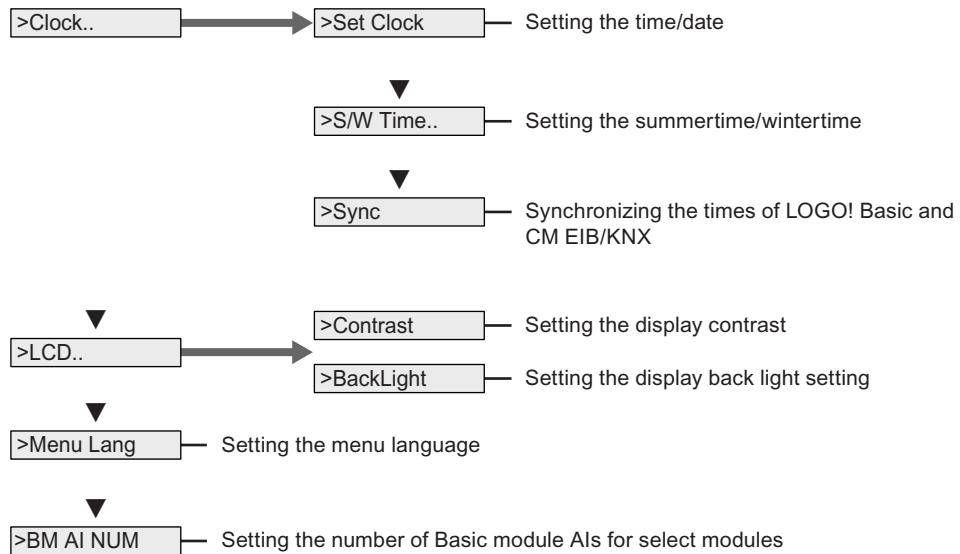 >Clock..
>Set Clock
Setting the time/date
>S/W Time..
Setting the summertime/wintertime
>Sync
Synchronizing the times of LOGO! Basic and
CM EIB/KNX
>LCD..
>Contrast
Setting the display contrast
>BackLight
Setting the display back light setting
>Menu Lang
Setting the menu language
>BM AI NUM
Setting the number of Basic module AIs for select modules